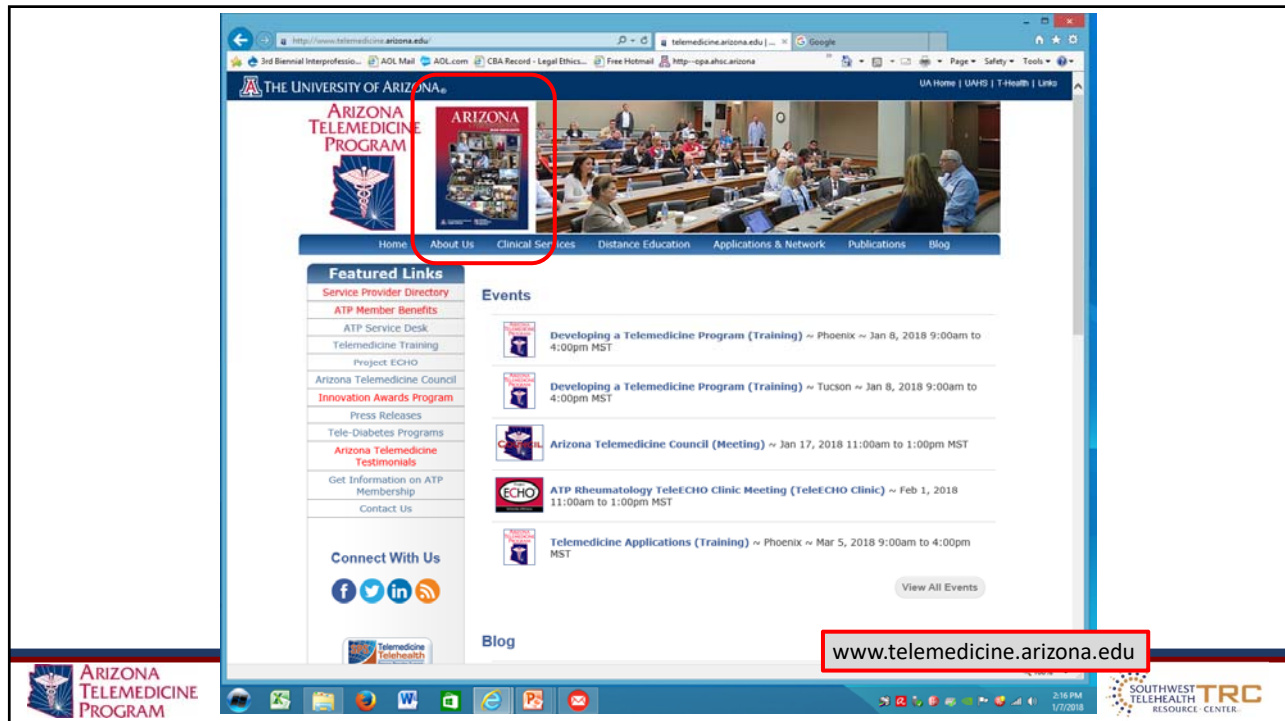 http://www.telemedicine.arizona.edu/
telemedicine.arizona.edu | ...
Google
3rd Biennial Interprofessio...
AOL Mail
AOL.com
CBA Record - Legal Ethics...
Free Hotmail
http--opa.ahsc.arizona
Page
Safety
Tools
THE UNIVERSITY OF ARIZONA®
UA Home | UAHS | T-Health | Links
ARIZONA
TELEMEDICINE
PROGRAM
ARIZONA
Home About Us Clinical Services Distance Education Applications & Network Publications Blog
Featured Links
Service Provider Directory
ATP Member Benefits
ATP Service Desk
Telemedicine Training
Project ECHO
Arizona Telemedicine Council
Innovation Awards Program
Press Releases
Tele-Diabetes Programs
Arizona Telemedicine
Testimonials
Get Information on ATP
Membership
Contact Us
Connect With Us
Telemedicine
Telehealth
Events
Developing a Telemedicine Program (Training) ~ Phoenix ~ Jan 8, 2018 9:00am to
4:00pm MST
Developing a Telemedicine Program (Training) ~ Tucson ~ Jan 8, 2018 9:00am to
4:00pm MST
COUNCIL
Arizona Telemedicine Council (Meeting) ~ Jan 17, 2018 11:00am to 1:00pm MST
ECHO
ATP Rheumatology TeleECHO Clinic Meeting (TeleECHO Clinic) ~ Feb 1, 2018
11:00am to 1:00pm MST
Telemedicine Applications (Training) ~ Phoenix ~ Mar 5, 2018 9:00am to 4:00pm
MST
View All Events
Blog
www.telemedicine.arizona.edu
2:16 PM
1/7/2018
ARIZONA
TELEMEDICINE
PROGRAM
SOUTHWEST
TELEHEALTH TRC
RESOURCE CENTER